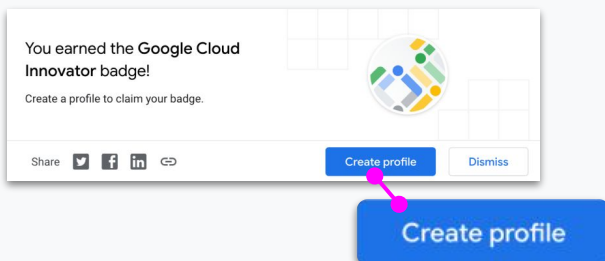 You earned the Google Cloud
Innovator badge!
Create a profile to claim your badge.
Share
Create profile
Dismiss
Create profile